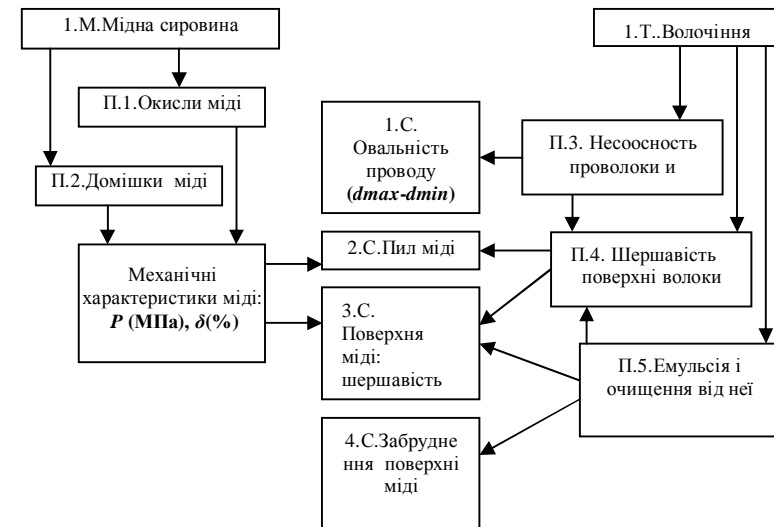 1.М.Мідна сировина
1.Т..Волочіння
П.1.Окисли міді
1.С.
Овальність
проводу
(dmax-dmin)
П.3. Несоосность
проволоки и
П.2.Домішки міді
Механічні
характеристики міді:
Р (МПа), δ(%)
2.С.Пил міді
П.4. Шершавість
поверхні волоки
3.С.
Поверхня
міді:
шершавість
П.5.Емульсія і
очищення від неї
4.С.Забрудне
ння поверхні
міді